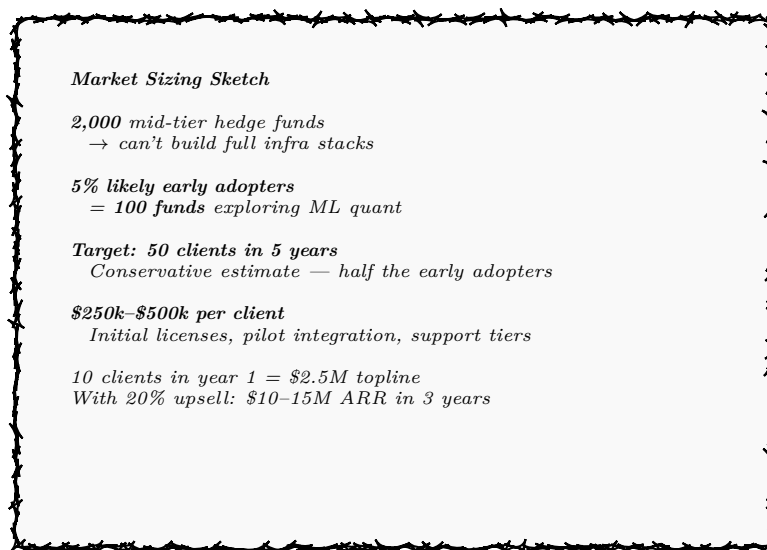 Market Sizing Sketch
2,000 mid-tier hedge funds
→ can't build full infra stacks
5% likely early adopters
= 100 funds exploring ML quant
Target: 50 clients in 5 years
Conservative estimate — half the early adopters
$250k–$500k per client
Initial licenses, pilot integration, support tiers
10 clients in year 1 = $2.5M topline
With 20% upsell: $10–15M ARR in 3 years